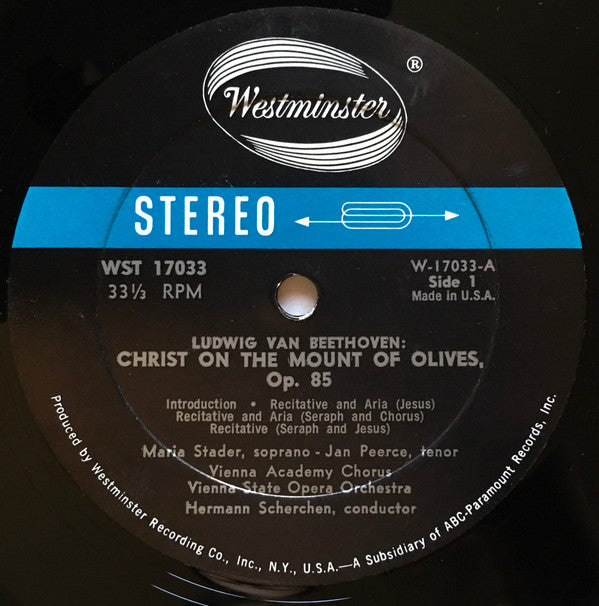 Westminster ®
STEREO
WST 17033
33⅓ RPM
W-17033-A
Side 1
Made in U.S.A.
LUDWIG VAN BEETHOVEN:
CHRIST ON THE MOUNT OF OLIVES,
Op. 85
Introduction • Recitative and Aria (Jesus)
Recitative and Aria (Seraph and Chorus)
Recitative (Seraph and Jesus)
Maria Stader, soprano - Jan Peerce, tenor
Vienna Academy Chorus
Vienna State Opera Orchestra
Hermann Scherchen, conductor
Produced by Westminster Recording Co., Inc., N.Y., U.S.A.—A Subsidiary of ABC-Paramount Records, Inc.